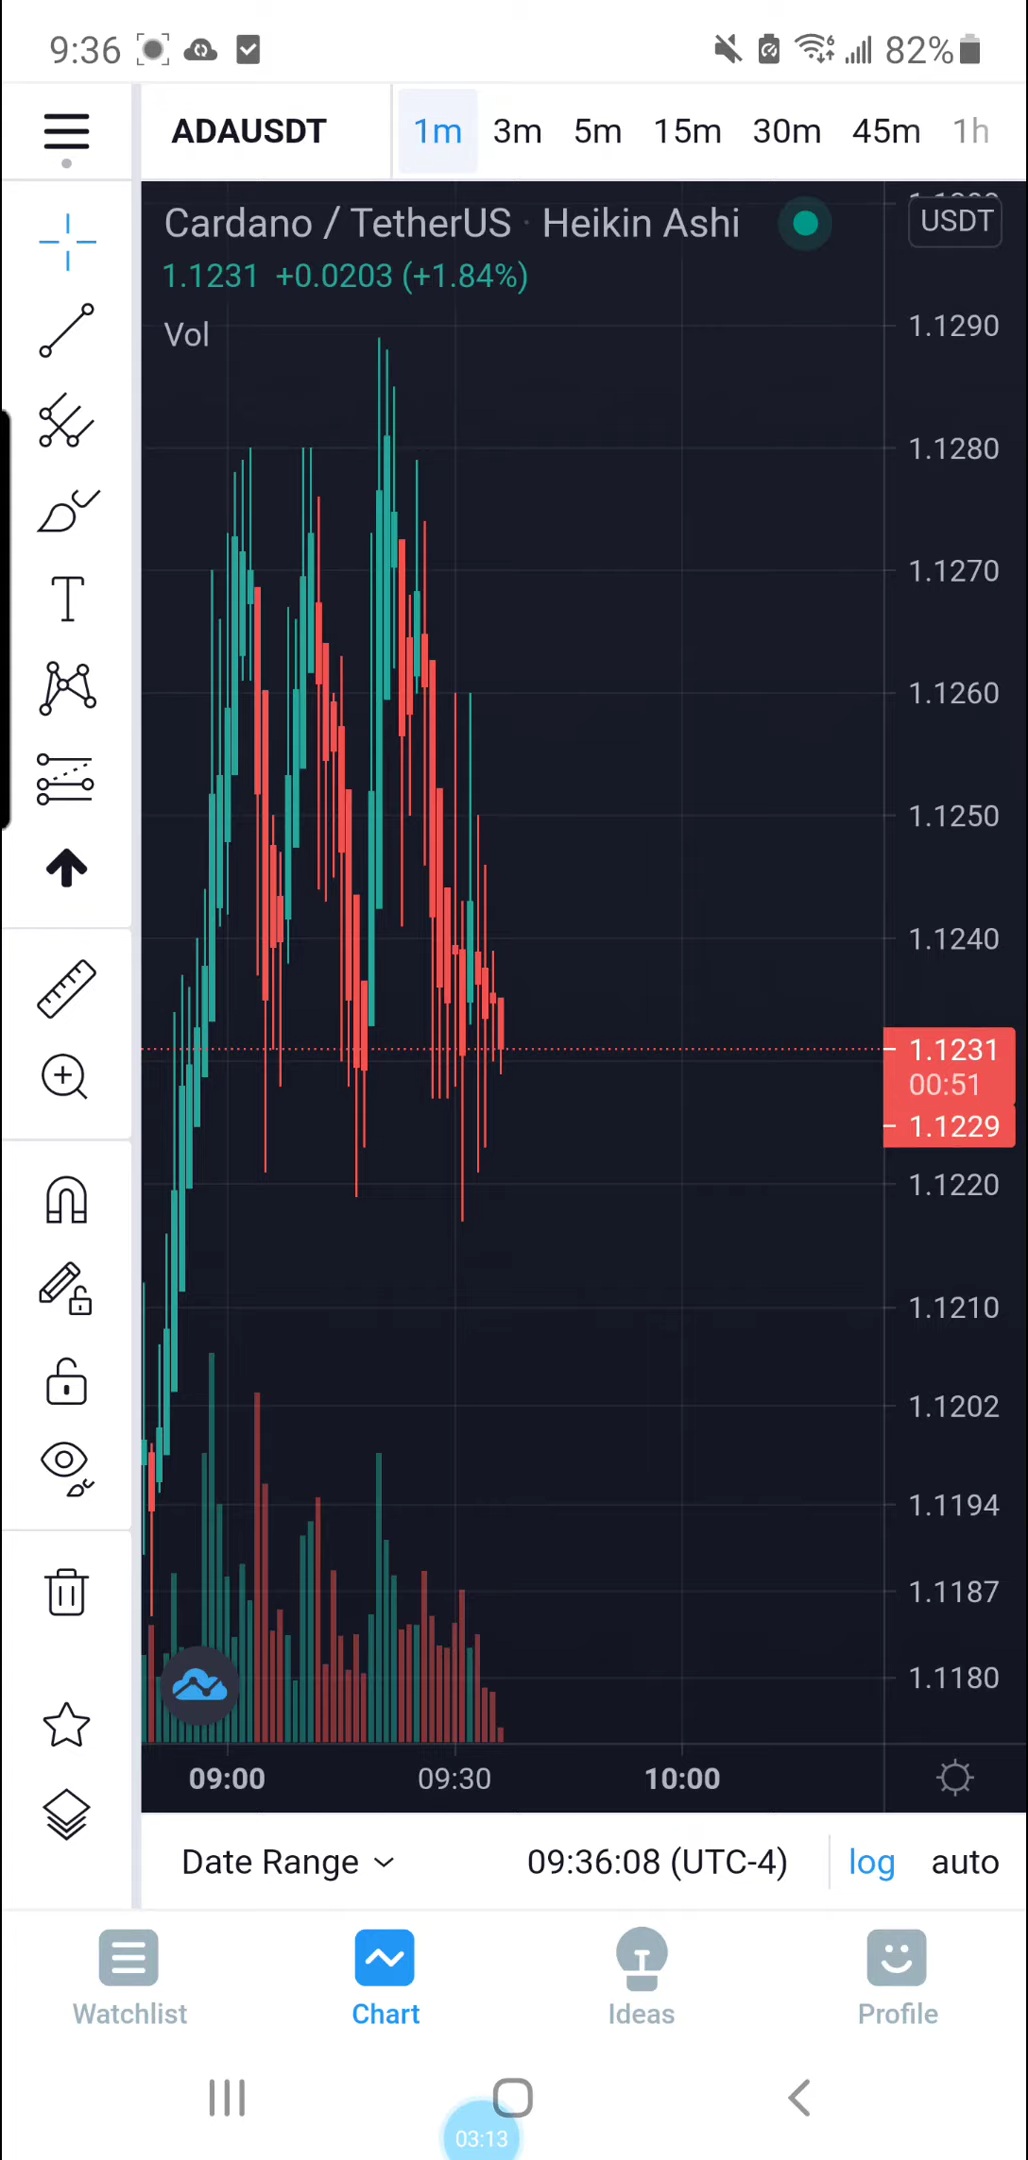 9:36 82%
ADAUSDT 1m 3m 5m 15m 30m 45m 1h
Cardano / TetherUS · Heikin Ashi USDT
1.1231 +0.0203 (+1.84%)
Vol
1.1290
1.1280
1.1270
1.1260
1.1250
1.1240
1.1231
00:51
1.1229
1.1220
1.1210
1.1202
1.1194
1.1187
1.1180
09:00 09:30 10:00
Date Range 09:36:08 (UTC-4) log auto
Watchlist Chart Ideas Profile
03:13